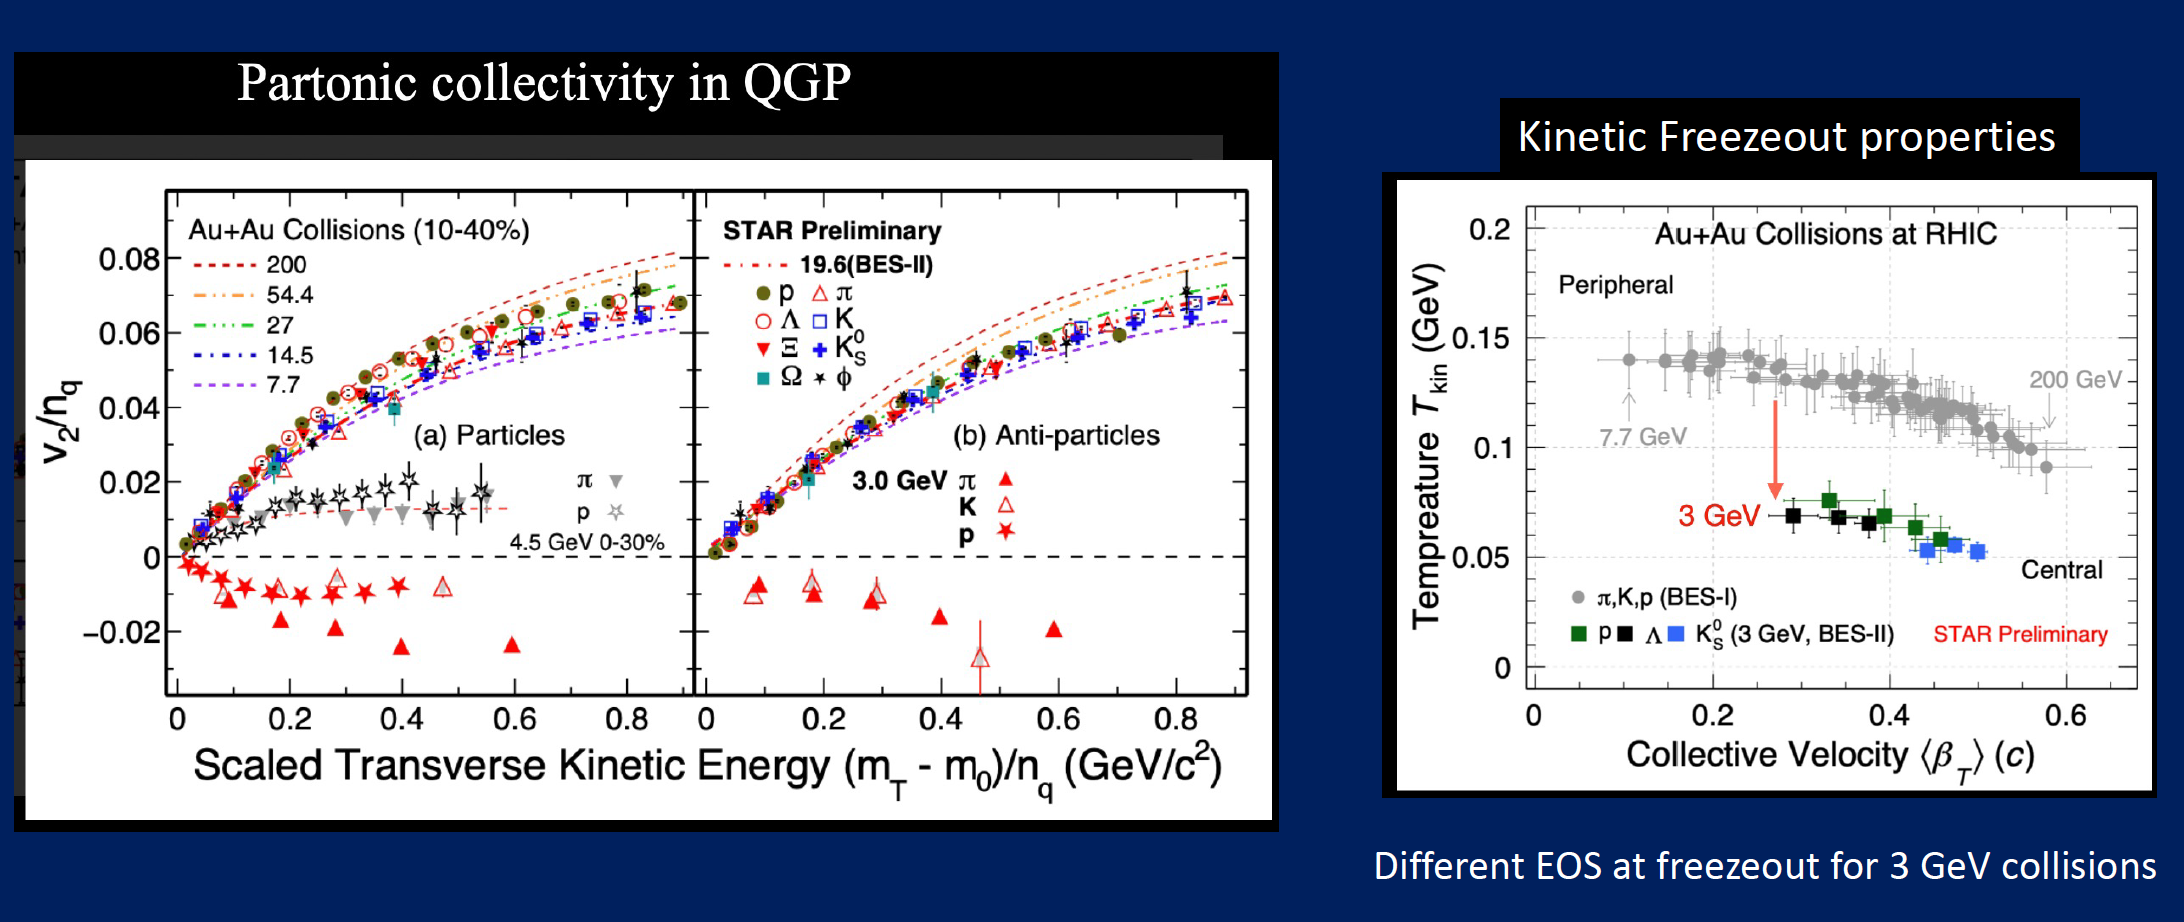 Partonic collectivity in QGP
Au+Au Collisions (10-40%)
200
54.4
27
14.5
7.7
(a) Particles
π
p
4.5 GeV 0-30%
STAR Preliminary
19.6(BES-II)
p π
Λ K
Ξ K⁰S
Ω ϕ
(b) Anti-particles
3.0 GeV π
K
p
v₂/nq
0.08
0.06
0.04
0.02
0
−0.02
0 0.2 0.4 0.6 0.8
0 0.2 0.4 0.6 0.8
Scaled Transverse Kinetic Energy (mT - m₀)/nq (GeV/c²)
Kinetic Freezeout properties
Au+Au Collisions at RHIC
Peripheral
200 GeV
7.7 GeV
3 GeV
Central
π,K,p (BES-I)
p Λ K⁰S (3 GeV, BES-II)
STAR Preliminary
Tempreature Tkin (GeV)
0.2
0.15
0.1
0.05
0
0 0.2 0.4 0.6
Collective Velocity ⟨βT⟩ (c)
Different EOS at freezeout for 3 GeV collisions